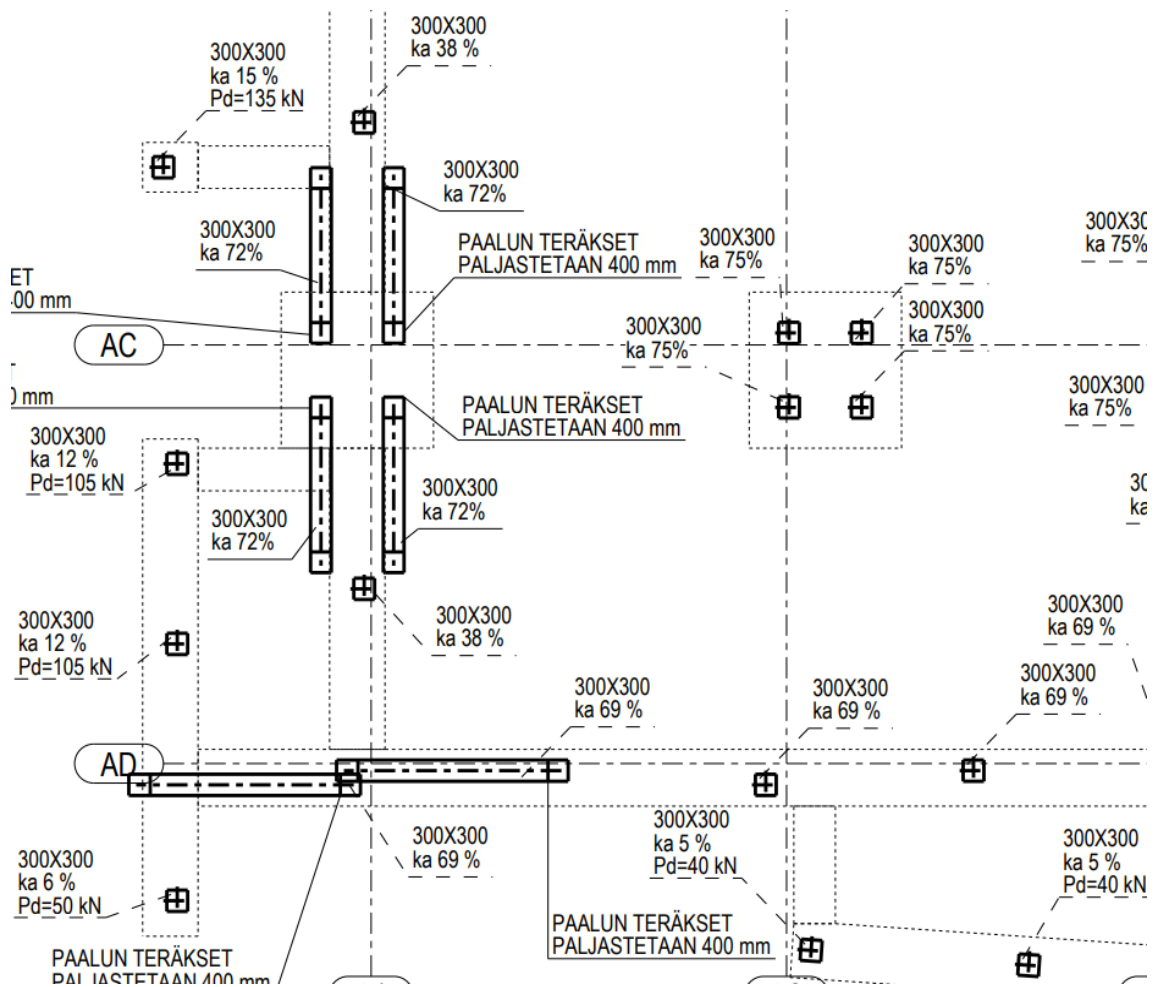 300X300
ka 38 %
300X300
ka 15 %
Pd=135 kN
300X300
ka 72%
300X300
ka 72%
PAALUN TERÄKSET
PALJASTETAAN 400 mm
300X300
ka 75%
300X300
ka 75%
ka 75%
00 mm
AC
300X300
ka 75%
300X300
ka 75%
mm
PAALUN TERÄKSET
PALJASTETAAN 400 mm
300X300
ka 75%
300X300
ka 12 %
Pd=105 kN
300X300
ka 72%
300X300
ka 72%
ka
300X300
ka 12 %
Pd=105 kN
300X300
ka 38 %
300X300
ka 69 %
300X300
ka 69 %
300X300
ka 69 %
300X300
ka 69 %
AD
300X300
ka 69 %
300X300
ka 5 %
Pd=40 kN
300X300
ka 5 %
Pd=40 kN
300X300
ka 6 %
Pd=50 kN
PAALUN TERÄKSET
PALJASTETAAN 400 mm
PAALUN TERÄKSET
PALJASTETAAN 400 mm